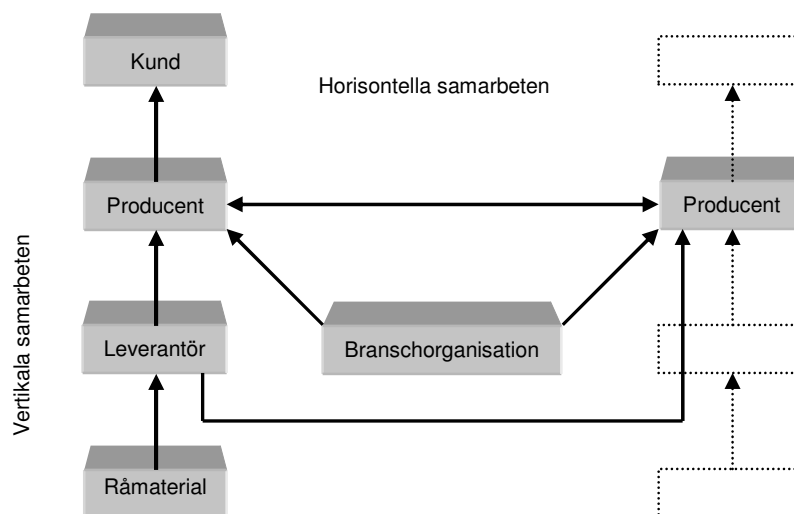 Kund
Horisontella samarbeten
Producent
Producent
Vertikala samarbeten
Leverantör
Branschorganisation
Råmaterial